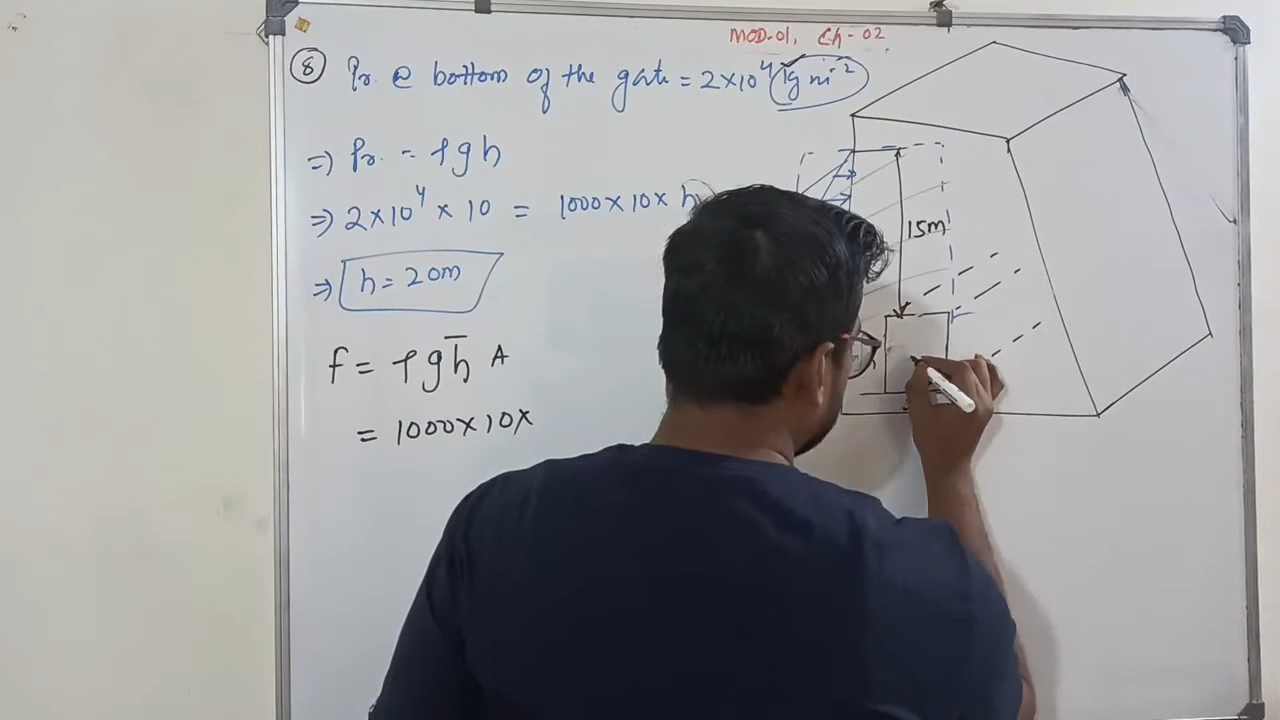 MOD-01, Ch-02
⑧ Pr. @ bottom of the gate = 2×10⁴ kg m⁻²
⇒ Pr. = ρgh
⇒ 2×10⁴ × 10 = 1000×10× h
⇒ h = 20m
15m
f = ρgh̅ A
= 1000×10×